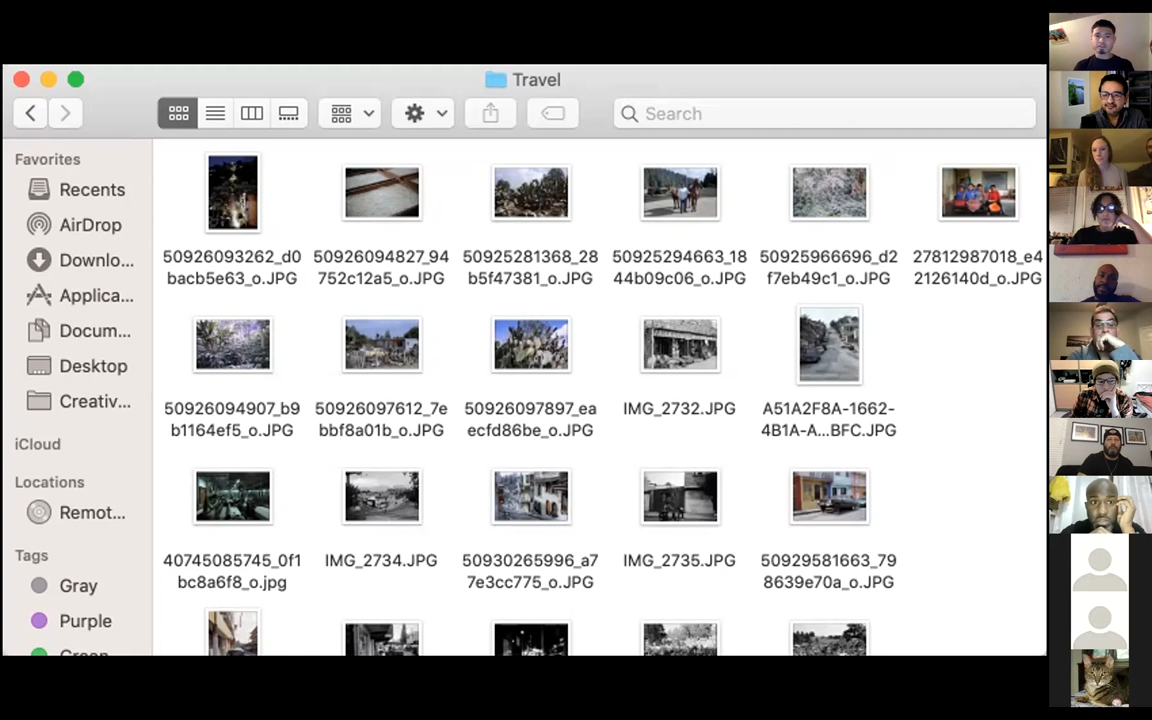 Travel
Search
Favorites
Recents
AirDrop
Downlo...
Applica...
Docum...
Desktop
Creativ...
iCloud
Locations
Remot...
Tags
Gray
Purple
Green
50926093262_d0
bacb5e63_o.JPG
50926094827_94
752c12a5_o.JPG
50925281368_28
b5f47381_o.JPG
50925294663_18
44b09c06_o.JPG
50925966696_d2
f7eb49c1_o.JPG
27812987018_e4
2126140d_o.JPG
50926094907_b9
b1164ef5_o.JPG
50926097612_7e
bbf8a01b_o.JPG
50926097897_ea
ecfd86be_o.JPG
IMG_2732.JPG
A51A2F8A-1662-
4B1A-A...BFC.JPG
40745085745_0f1
bc8a6f8_o.jpg
IMG_2734.JPG
50930265996_a7
7e3cc775_o.JPG
IMG_2735.JPG
50929581663_79
8639e70a_o.JPG